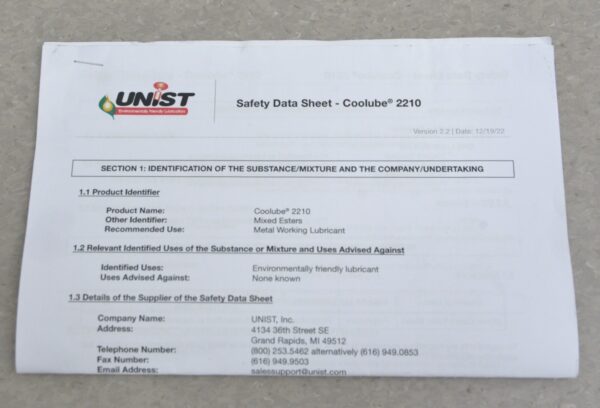 UNIST
Environmentally Friendly Lubrication
Safety Data Sheet - Coolube® 2210
Version 2.2 | Date: 12/19/22
SECTION 1: IDENTIFICATION OF THE SUBSTANCE/MIXTURE AND THE COMPANY/UNDERTAKING
1.1 Product Identifier
Product Name: Coolube® 2210
Other Identifier: Mixed Esters
Recommended Use: Metal Working Lubricant
1.2 Relevant Identified Uses of the Substance or Mixture and Uses Advised Against
Identified Uses: Environmentally friendly lubricant
Uses Advised Against: None known
1.3 Details of the Supplier of the Safety Data Sheet
Company Name: UNIST, Inc.
Address: 4134 36th Street SE
Grand Rapids, MI 49512
Telephone Number: (800) 253.5462 alternatively (616) 949.0853
Fax Number: (616) 949.9503
Email Address: salessupport@unist.com